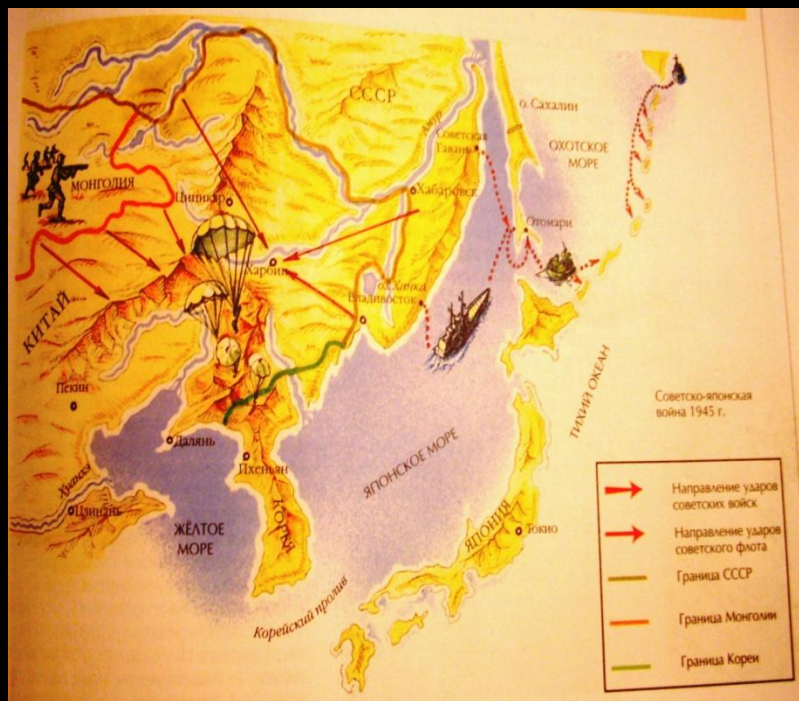 СССР
о. Сахалин
Амур
Советская
Гавань
ОХОТСКОЕ
МОРЕ
МОНГОЛИЯ
Цицикар
Хабаровск
Отомари
Харбин
оз. Ханка
Владивосток
КИТАЙ
Пекин
ТИХИЙ ОКЕАН
Советско-японская
война 1945 г.
Далянь
Пхеньян
ЯПОНСКОЕ МОРЕ
Хуанхэ
Цзинань
ЖЁЛТОЕ
МОРЕ
КОРЕЯ
ЯПОНИЯ
Токио
Корейский пролив
Направление ударов
советских войск
Направление ударов
советского флота
Граница СССР
Граница Монголии
Граница Кореи